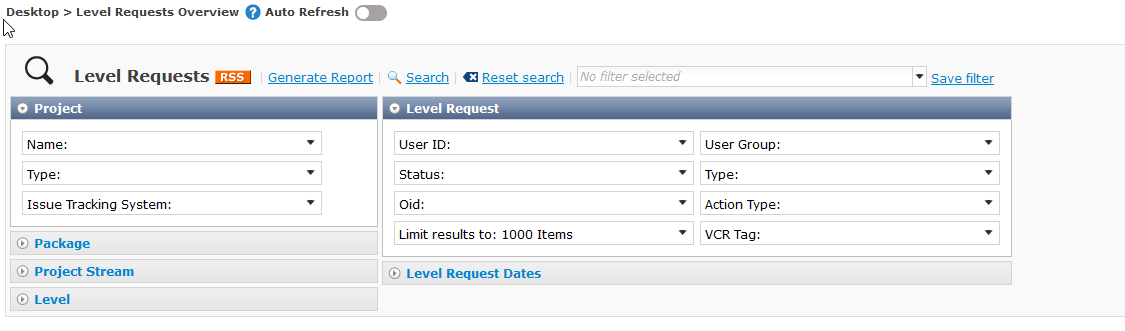 Desktop > Level Requests Overview ? Auto Refresh
Level Requests RSS | Generate Report | Search | Reset search | No filter selected Save filter
Project
Name:
Type:
Issue Tracking System:
Package
Project Stream
Level
Level Request
User ID: User Group:
Status: Type:
Oid: Action Type:
Limit results to: 1000 Items VCR Tag:
Level Request Dates